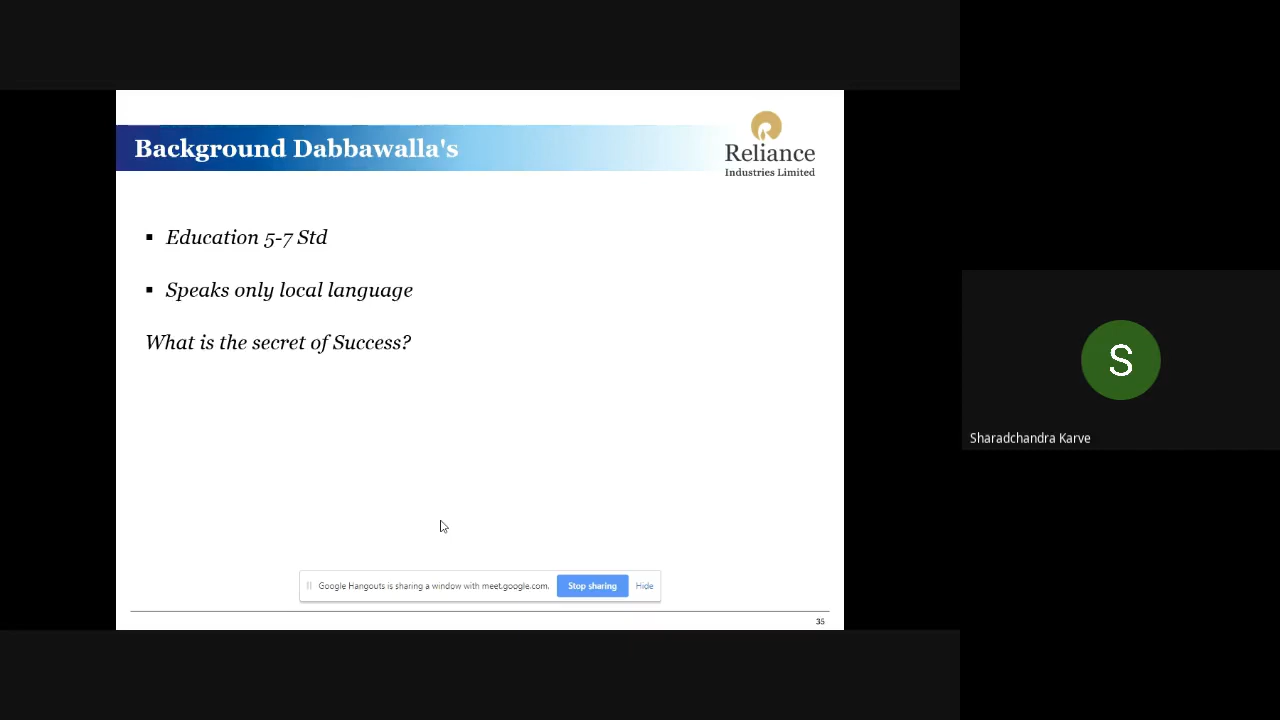 Background Dabbawalla's
Reliance
Industries Limited
▪ Education 5-7 Std
▪ Speaks only local language
What is the secret of Success?
Google Hangouts is sharing a window with meet.google.com. Stop sharing Hide
35
S
Sharadchandra Karve